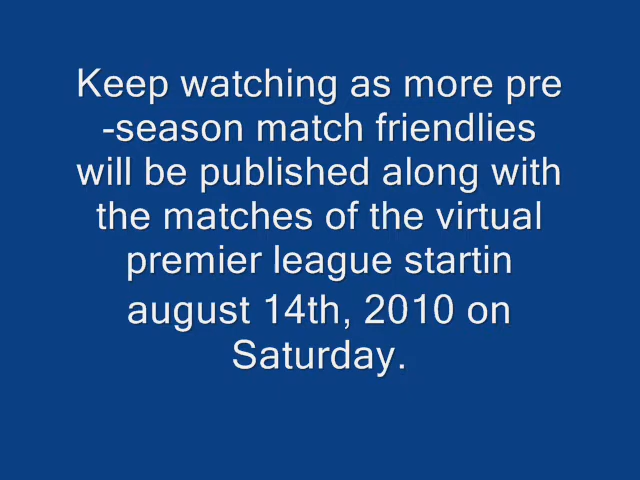 Keep watching as more pre
-season match friendlies
will be published along with
the matches of the virtual
premier league startin
august 14th, 2010 on
Saturday.